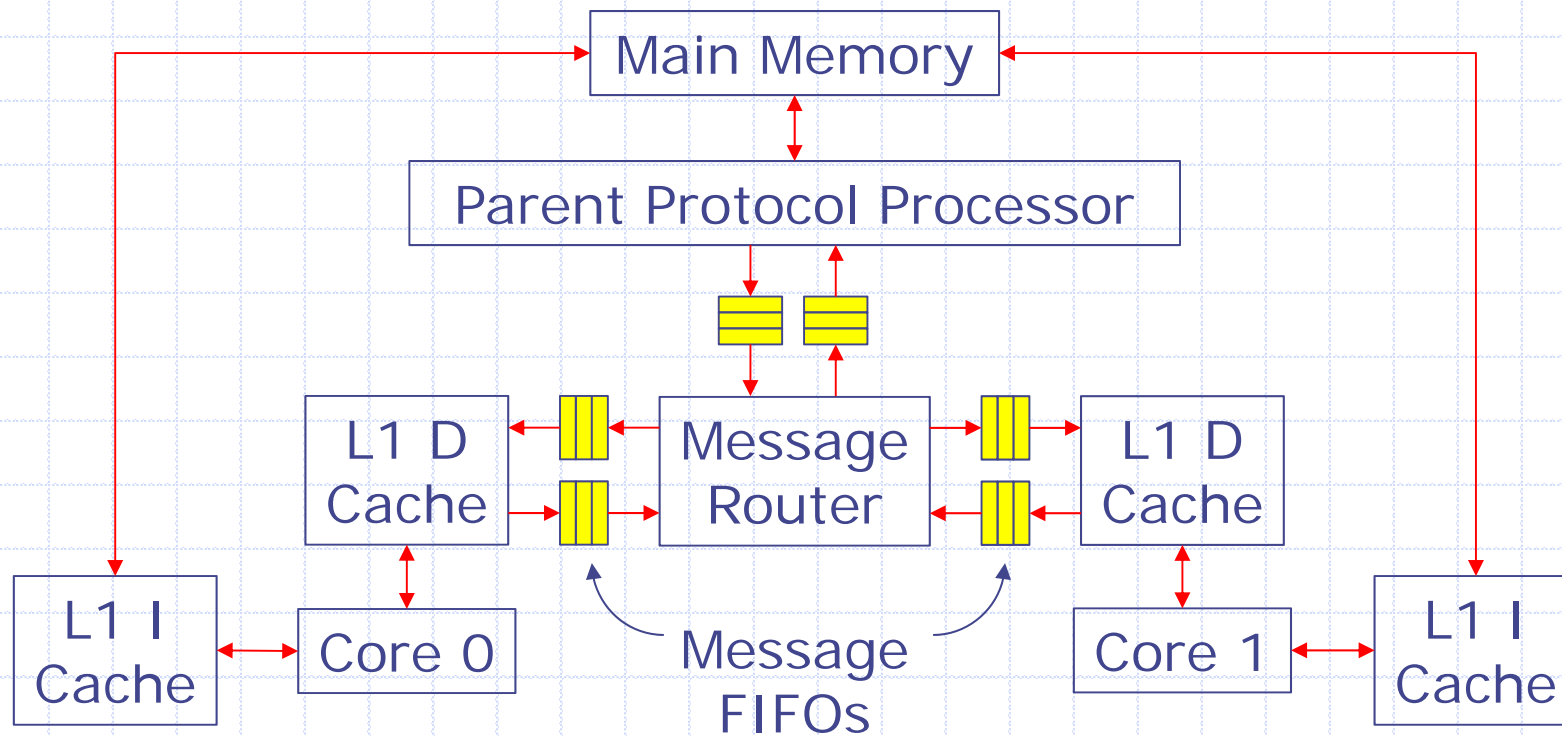 Main Memory
Parent Protocol Processor
L1 D
Cache
Message
Router
L1 D
Cache
L1 I
Cache
Core 0
Message
FIFOs
Core 1
L1 I
Cache